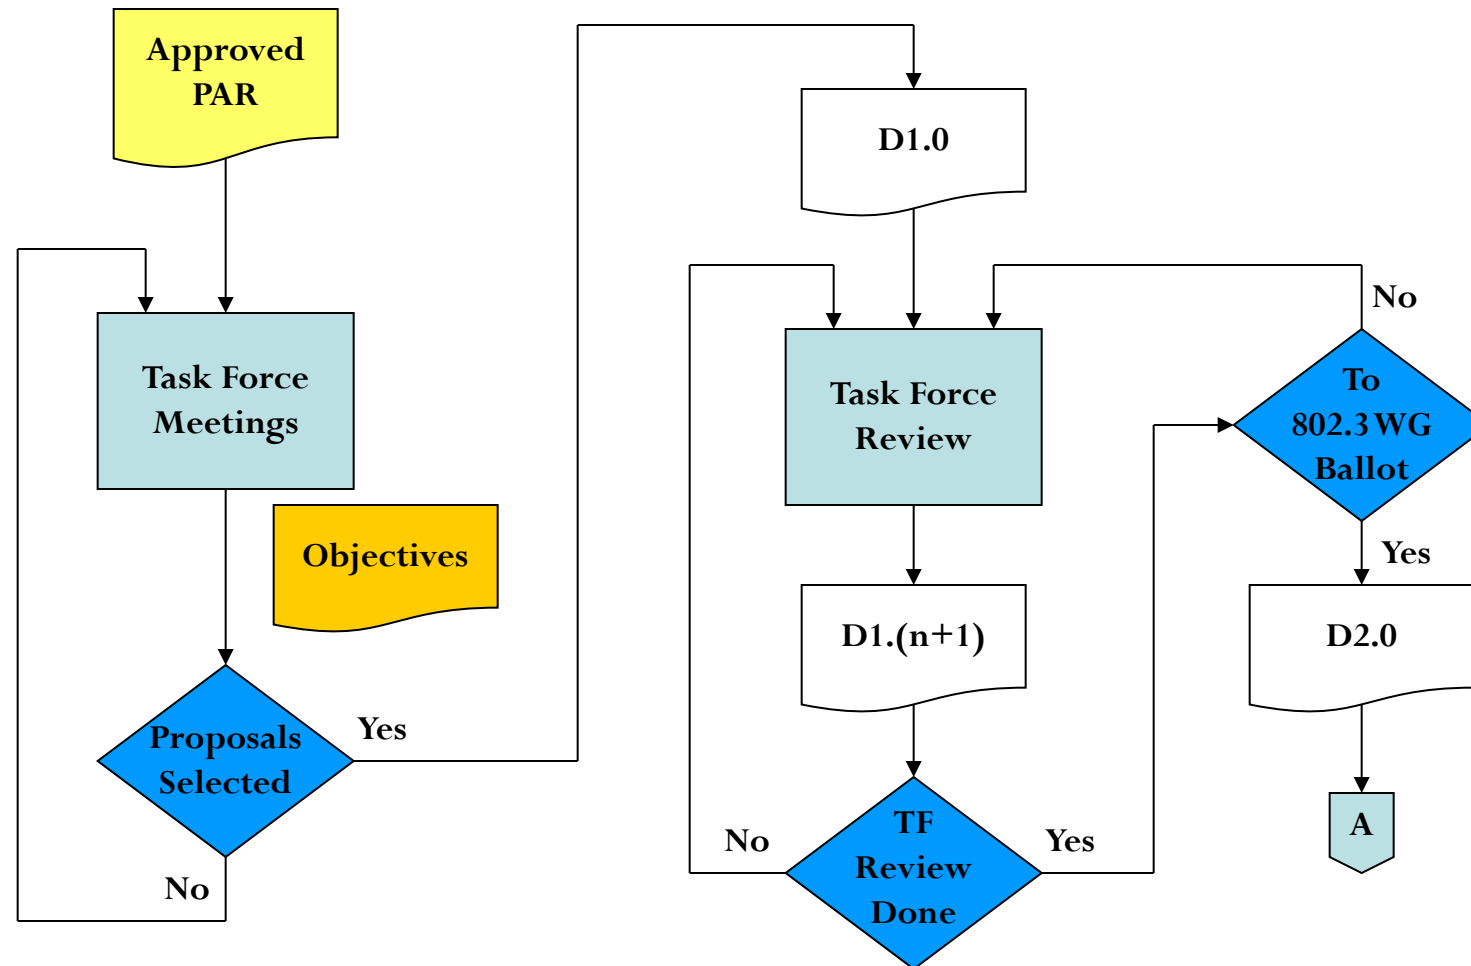 Approved
PAR
Task Force
Meetings
Objectives
Proposals
Selected
Yes
No
D1.0
Task Force
Review
D1.(n+1)
TF
Review
Done
No
Yes
To
802.3 WG
Ballot
No
Yes
D2.0
A